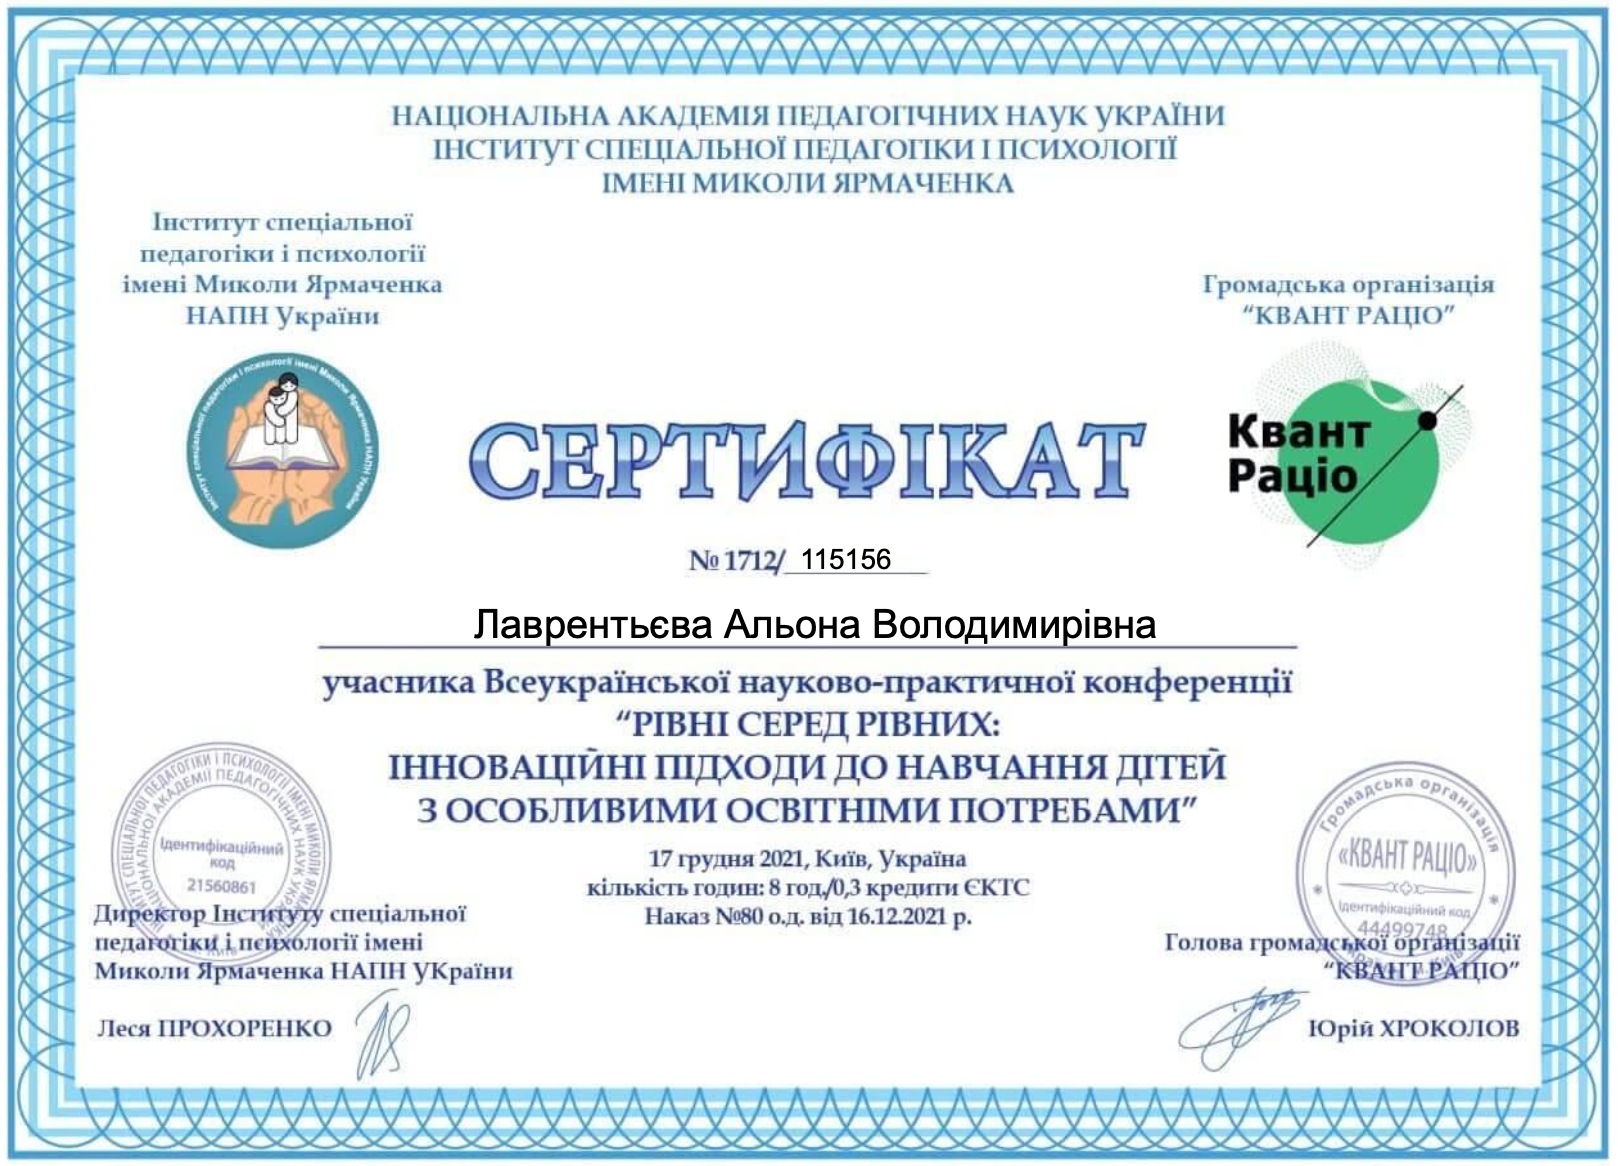 НАЦІОНАЛЬНА АКАДЕМІЯ ПЕДАГОГІЧНИХ НАУК УКРАЇНИ
ІНСТИТУТ СПЕЦІАЛЬНОЇ ПЕДАГОГІКИ І ПСИХОЛОГІЇ
ІМЕНІ МИКОЛИ ЯРМАЧЕНКА
Інститут спеціальної
педагогіки і психології
імені Миколи Ярмаченка
НАПН України
Громадська організація
“КВАНТ РАЦІО”
Інститут спеціальної педагогіки і психології імені Миколи Ярмаченка НАПН України
Квант
Раціо
СЕРТИФІКАТ
№ 1712/ 115156
Лаврентьєва Альона Володимирівна
учасника Всеукраїнської науково-практичної конференції
“РІВНІ СЕРЕД РІВНИХ:
ІННОВАЦІЙНІ ПІДХОДИ ДО НАВЧАННЯ ДІТЕЙ
З ОСОБЛИВИМИ ОСВІТНІМИ ПОТРЕБАМИ”
17 грудня 2021, Київ, Україна
кількість годин: 8 год./0,3 кредити ЄКТС
Наказ №80 о.д. від 16.12.2021 р.
ІНСТИТУТ СПЕЦІАЛЬНОЇ ПЕДАГОГІКИ І ПСИХОЛОГІЇ ІМЕНІ МИКОЛИ ЯРМАЧЕНКА
НАЦІОНАЛЬНОЇ АКАДЕМІЇ ПЕДАГОГІЧНИХ НАУК УКРАЇНИ
Ідентифікаційний
код
21560861
Директор Інституту спеціальної
педагогіки і психології імені
Миколи Ярмаченка НАПН УКраїни
Леся ПРОХОРЕНКО
Громадська організація
«КВАНТ РАЦІО»
Ідентифікаційний код
44499748
Україна м. Київ
Голова громадської організації
“КВАНТ РАЦІО”
Юрій ХРОКОЛОВ